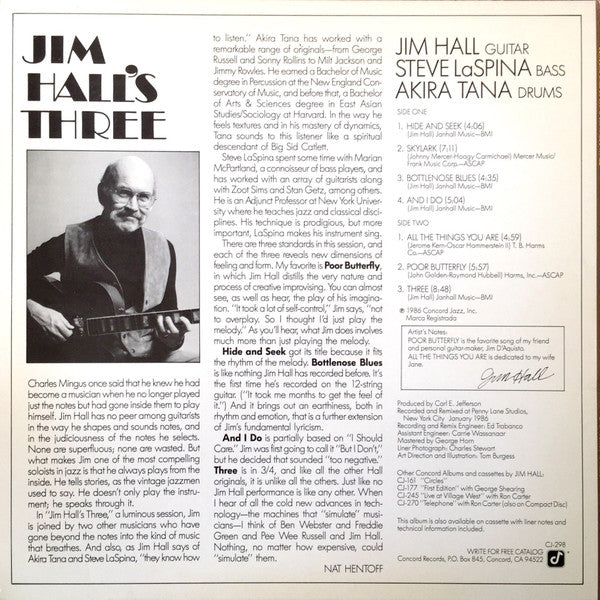 JIM
HALL'S
THREE
Charles Mingus once said that he knew he had
become a musician when he no longer played
just the notes but had gone inside them to play
himself. Jim Hall has no peer among guitarists
in the way he shapes and sounds notes, and
in the judiciousness of the notes he selects.
None are superfluous; none are wasted. But
what makes Jim one of the most compelling
soloists in jazz is that he always plays from the
inside. He tells stories, as the vintage jazzmen
used to say. He doesn't only play the instru-
ment; he speaks through it.
In "Jim Hall's Three," a luminous session, Jim
is joined by two other musicians who have
gone beyond the notes into the kind of music
that breathes. And also, as Jim Hall says of
Akira Tana and Steve LaSpina, "they know how
to listen." Akira Tana has worked with a
remarkable range of originals—from George
Russell and Sonny Rollins to Milt Jackson and
Jimmy Rowles. He earned a Bachelor of Music
degree in Percussion at the New England Con-
servatory of Music, and before that, a Bachelor
of Arts & Sciences degree in East Asian
Studies/Sociology at Harvard. In the way he
feels textures and in his mastery of dynamics,
Tana sounds to this listener like a spiritual
descendant of Big Sid Catlett.
Steve LaSpina spent some time with Marian
McPartland, a connoisseur of bass players, and
has worked with an array of guitarists along
with Zoot Sims and Stan Getz, among others.
He is an Adjunct Professor at New York Univer-
sity where he teaches jazz and classical disci-
plines. His technique is prodigious, but more
important, LaSpina makes his instrument sing.
There are three standards in this session, and
each of the three reveals new dimensions of
feeling and form. My favorite is Poor Butterfly,
in which Jim Hall distills the very nature and
process of creative improvising. You can almost
see, as well as hear, the play of his imagina-
tion. "It took a lot of self-control," Jim says, "not
to overplay. So I thought I'd just play the
melody." As you'll hear, what Jim does involves
much more than just playing the melody.
Hide and Seek got its title because it fits
the rhythm of the melody. Bottlenose Blues
is like nothing Jim Hall has recorded before. It's
the first time he's recorded on the 12-string
guitar. ("It took me months to get the feel of
it.") And it brings out an earthiness, both in
rhythm and emotion, that is a further extension
of Jim's fundamental lyricism.
And I Do is partially based on "I Should
Care." Jim was first going to call it "But I Don't";
but he decided that sounded "too negative."
Three is in 3/4, and like all the other Hall
originals, it is unlike all the others. Just like no
Jim Hall performance is like any other. When
I hear of all the cold new advances in tech-
nology—the machines that "simulate" musi-
cians—I think of Ben Webster and Freddie
Green and Pee Wee Russell and Jim Hall.
Nothing, no matter how expensive, could
"simulate" them.
NAT HENTOFF
JIM HALL GUITAR
STEVE LaSPINA BASS
AKIRA TANA DRUMS
SIDE ONE
1. HIDE AND SEEK (4:06)
(Jim Hall) Janhall Music—BMI
2. SKYLARK (7:11)
(Johnny Mercer-Hoagy Carmichael) Mercer Music/
Frank Music Corp.—ASCAP
3. BOTTLENOSE BLUES (4:35)
(Jim Hall) Janhall Music—BMI
4. AND I DO (5:04)
(Jim Hall) Janhall Music—BMI
SIDE TWO
1. ALL THE THINGS YOU ARE (4:59)
(Jerome Kern-Oscar Hammerstein II) T. B. Harms
Co.—ASCAP
2. POOR BUTTERFLY (5:57)
(John Golden-Raymond Hubbell) Harms, Inc.—ASCAP
3. THREE (8:48)
(Jim Hall) Janhall Music—BMI
℗ 1986 Concord Jazz, Inc.
Marca Registrada
Artist's Notes:
POOR BUTTERFLY is the favorite song of my friend
and personal guitar-maker, Jim D'Aquisto.
ALL THE THINGS YOU ARE is dedicated to my wife
Jane.
Jim Hall
Produced by Carl E. Jefferson
Recorded and Remixed at Penny Lane Studios,
New York City January 1986
Recording and Remix Engineer: Ed Trabanco
Assistant Engineer: Carrie Wassanaar
Mastered by George Horn
Liner Photographer: Charles Stewart
Art Direction and Illustration: Tom Burgess
Other Concord Albums and cassettes by JIM HALL:
CJ-161 "Circles"
CJ-177 "First Edition" with George Shearing
CJ-245 "Live at Village West" with Ron Carter
CJ-270 "Telephone" with Ron Carter (also on Compact Disc)
This album is also available on cassette with liner notes and
technical information included.
CJ-298
WRITE FOR FREE CATALOG
Concord Records, P.O. Box 845, Concord, CA 94522